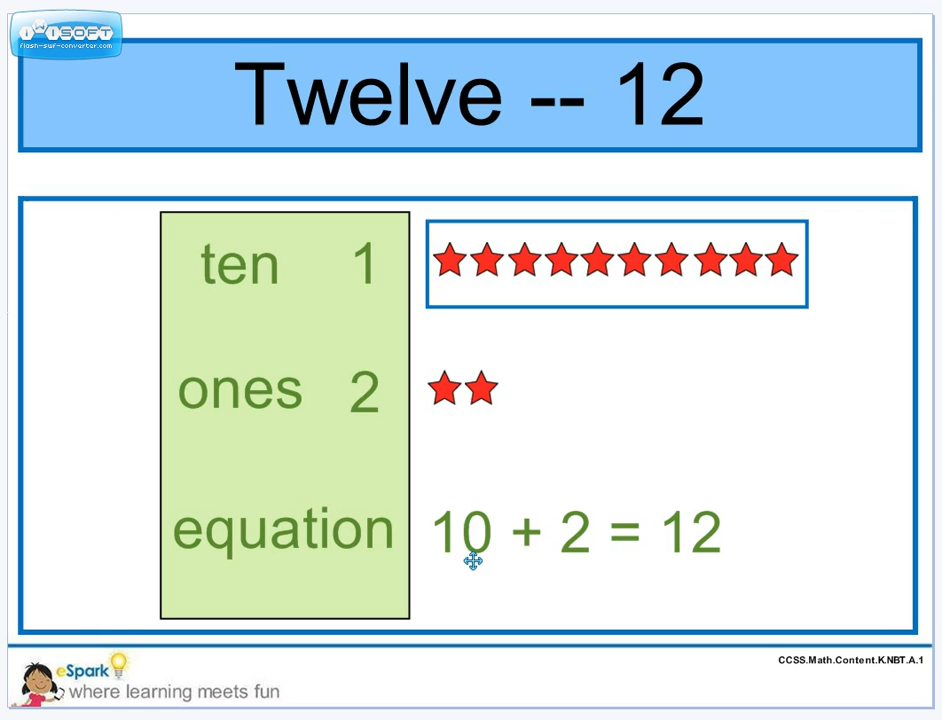 iWiSOFT
flash-swf-converter.com
Twelve -- 12
ten 1
ones 2
equation 10 + 2 = 12
CCSS.Math.Content.K.NBT.A.1
eSpark
where learning meets fun